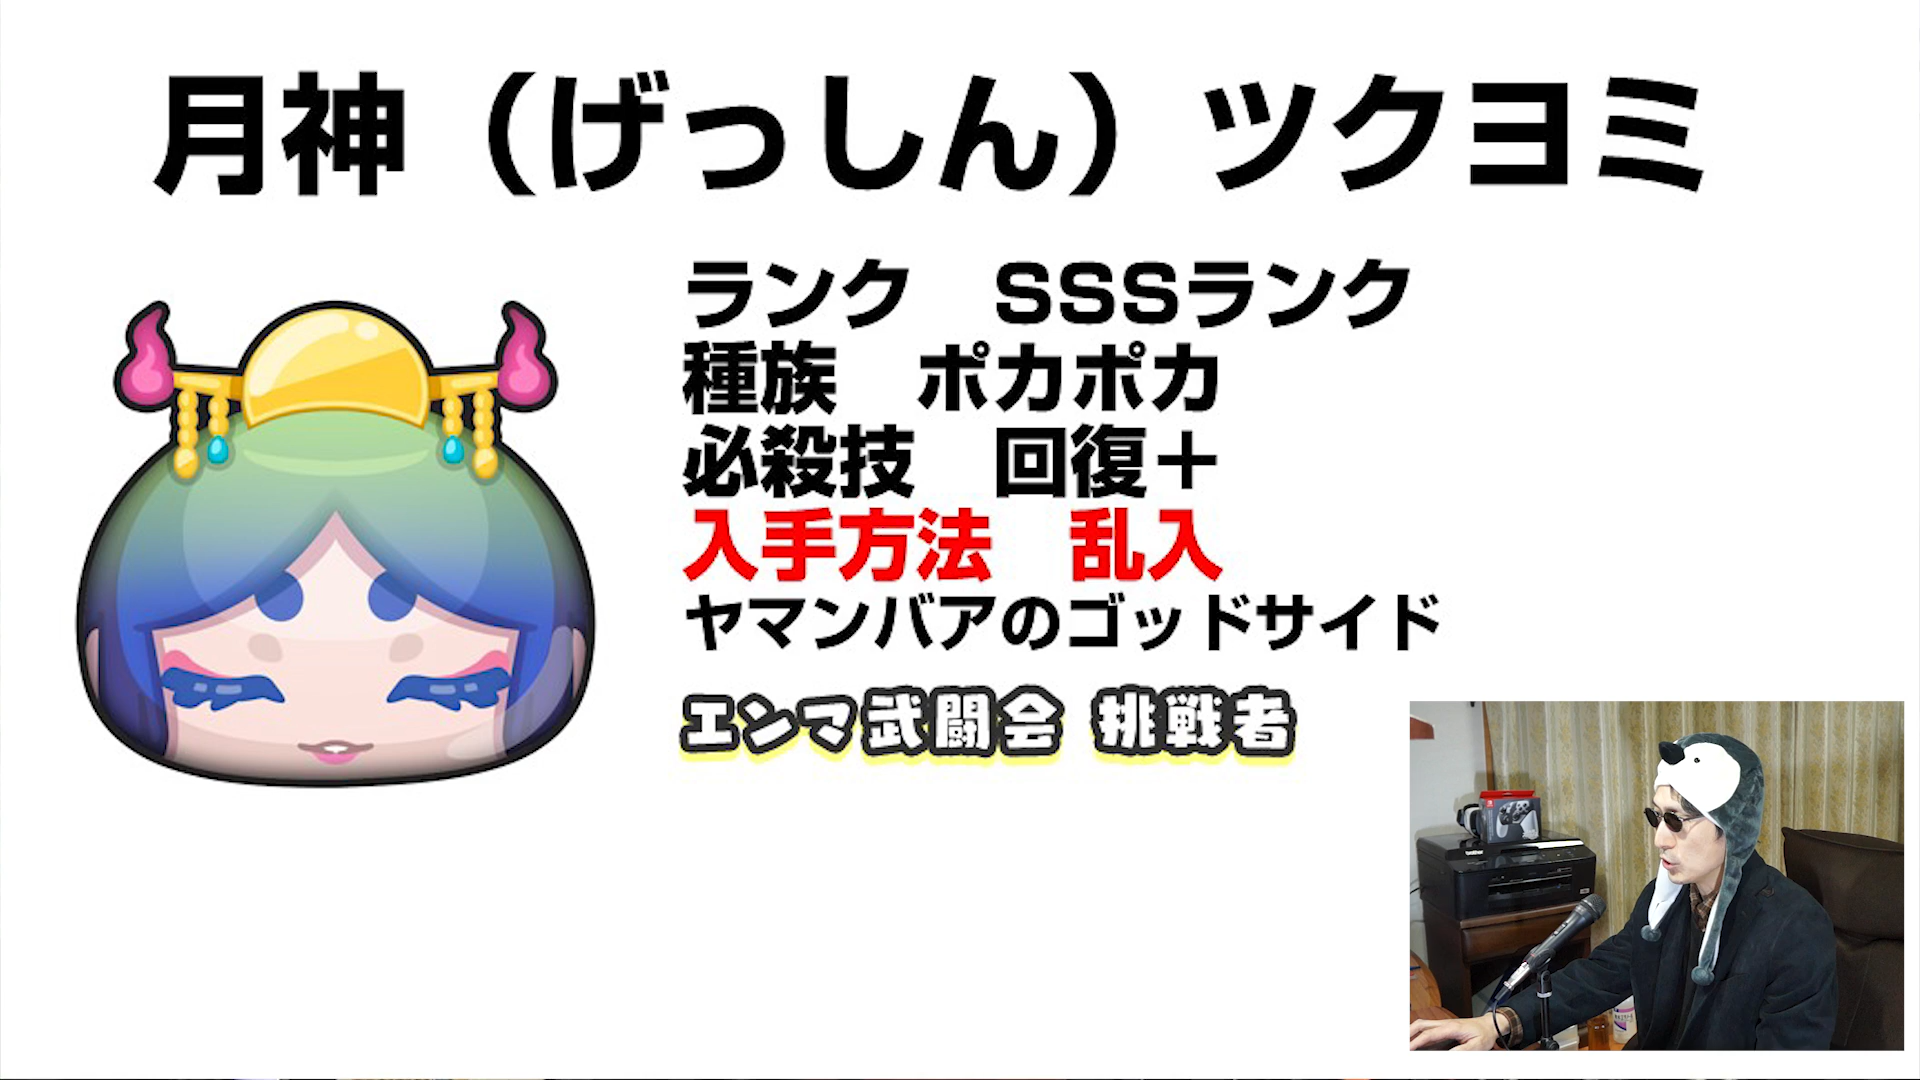 月神（げっしん）ツクヨミ
ランク　SSSランク
種族　ポカポカ
必殺技　回復＋
入手方法　乱入
ヤマンバアのゴッドサイド
エンマ武闘会 挑戦者
brother